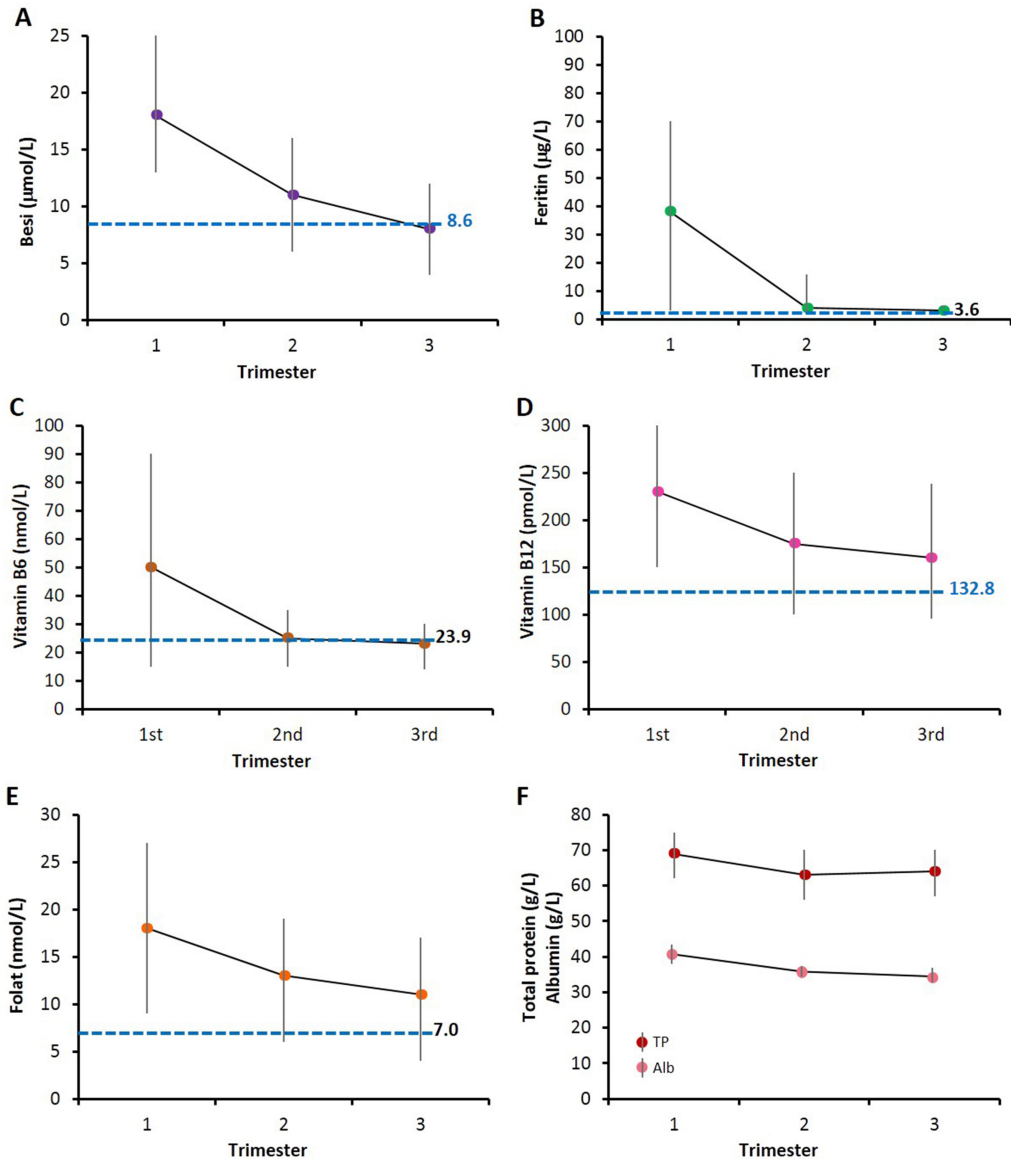 A
Besi (µmol/L)
25
20
15
10
5
0
8.6
1 2 3
Trimester
B
Feritin (µg/L)
100
90
80
70
60
50
40
30
20
10
0
3.6
1 2 3
Trimester
C
Vitamin B6 (nmol/L)
100
90
80
70
60
50
40
30
20
10
0
23.9
1st 2nd 3rd
Trimester
D
Vitamin B12 (pmol/L)
300
250
200
150
100
50
0
132.8
1st 2nd 3rd
Trimester
E
Folat (nmol/L)
30
25
20
15
10
5
0
7.0
1 2 3
Trimester
F
Total protein (g/L)
Albumin (g/L)
80
70
60
50
40
30
20
10
0
TP
Alb
1 2 3
Trimester